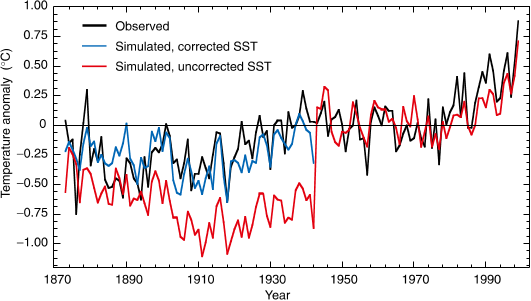 1.00
0.75
0.50
0.25
0
−0.25
−0.50
−0.75
−1.00
Temperature anomaly (°C)
Observed
Simulated, corrected SST
Simulated, uncorrected SST
1870 1890 1910 1930 1950 1970 1990
Year